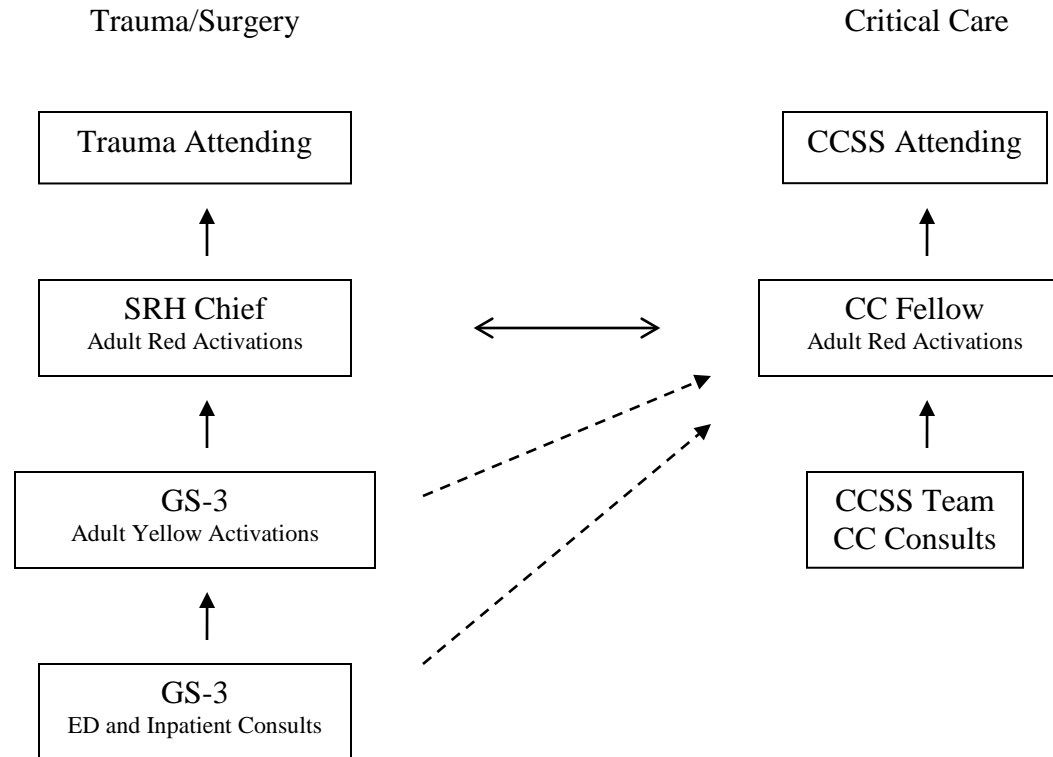 Trauma/Surgery
Critical Care
Trauma Attending
CCSS Attending
SRH Chief
Adult Red Activations
CC Fellow
Adult Red Activations
GS-3
Adult Yellow Activations
CCSS Team
CC Consults
GS-3
ED and Inpatient Consults